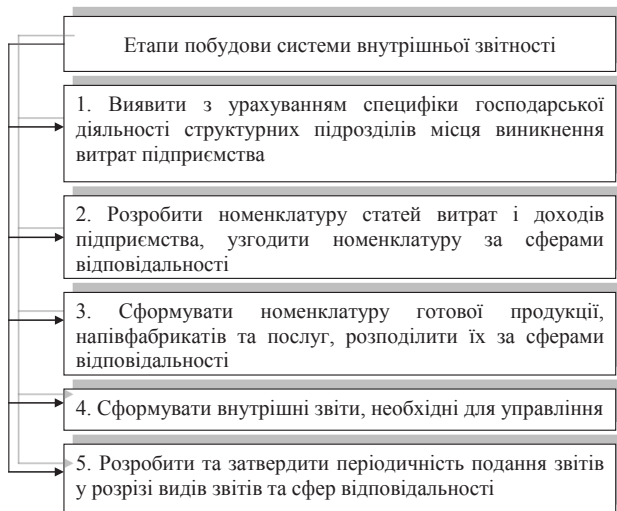 Етапи побудови системи внутрішньої звітності
1. Виявити з урахуванням специфіки господарської
діяльності структурних підрозділів місця виникнення
витрат підприємства
2. Розробити номенклатуру статей витрат і доходів
підприємства, узгодити номенклатуру за сферами
відповідальності
3. Сформувати номенклатуру готової продукції,
напівфабрикатів та послуг, розподілити їх за сферами
відповідальності
4. Сформувати внутрішні звіти, необхідні для управління
5. Розробити та затвердити періодичність подання звітів
у розрізі видів звітів та сфер відповідальності